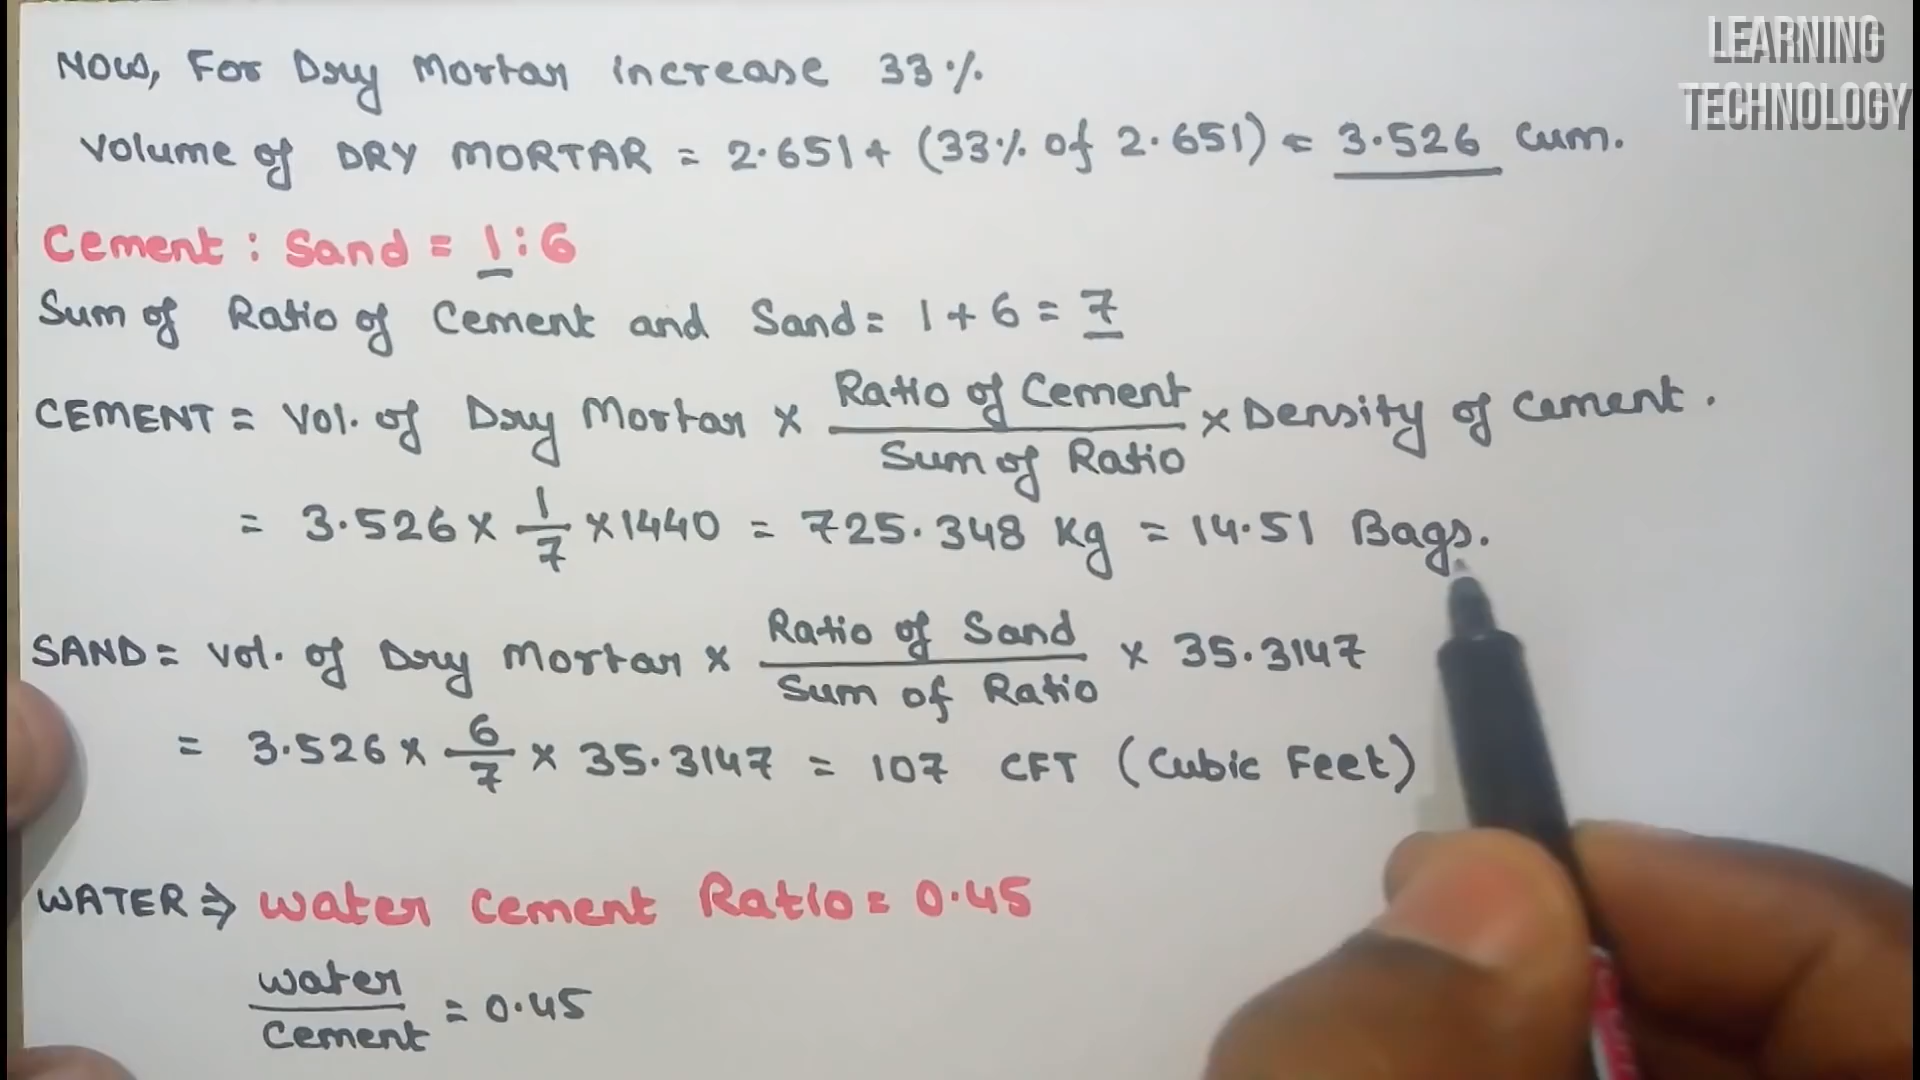 LEARNING
TECHNOLOGY
Now, For Dry Mortar increase 33%
Volume of DRY MORTAR = 2.651 + (33% of 2.651) = 3.526 Cum.
Cement : Sand = 1:6
Sum of Ratio of Cement and Sand = 1 + 6 = 7
CEMENT = Vol. of Dry Mortar × Ratio of Cement / Sum of Ratio × Density of Cement.
= 3.526 × 1/7 × 1440 = 725.348 Kg = 14.51 Bags.
SAND = Vol. of Dry Mortar × Ratio of Sand / Sum of Ratio × 35.3147
= 3.526 × 6/7 × 35.3147 = 107 CFT (Cubic Feet)
WATER ⇒ Water Cement Ratio = 0.45
Water / Cement = 0.45